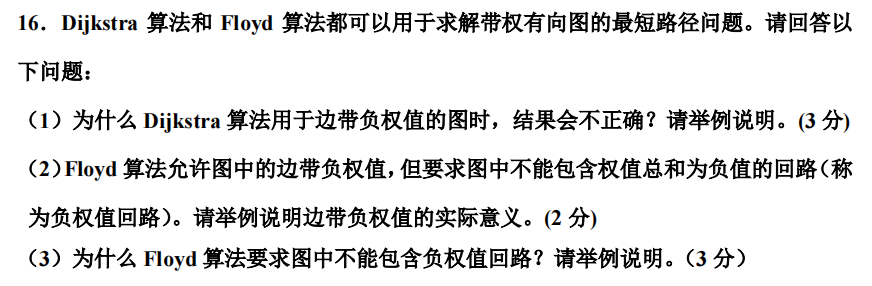 16．Dijkstra 算法和 Floyd 算法都可以用于求解带权有向图的最短路径问题。请回答以
下问题：
（1）为什么 Dijkstra 算法用于边带负权值的图时，结果会不正确？请举例说明。(3 分)
（2）Floyd 算法允许图中的边带负权值，但要求图中不能包含权值总和为负值的回路（称
为负权值回路）。请举例说明边带负权值的实际意义。(2 分)
（3）为什么 Floyd 算法要求图中不能包含负权值回路？请举例说明。（3 分）